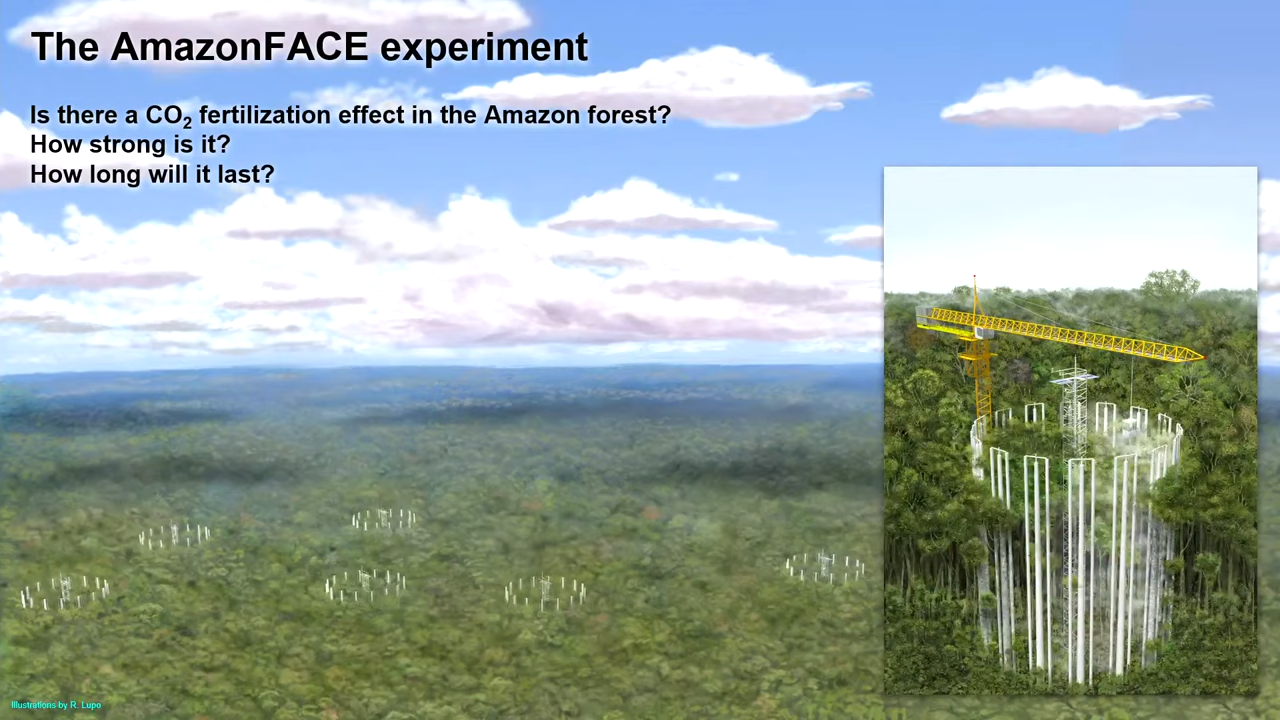 The AmazonFACE experiment
Is there a CO₂ fertilization effect in the Amazon forest?
How strong is it?
How long will it last?
Illustrations by R. Lupo